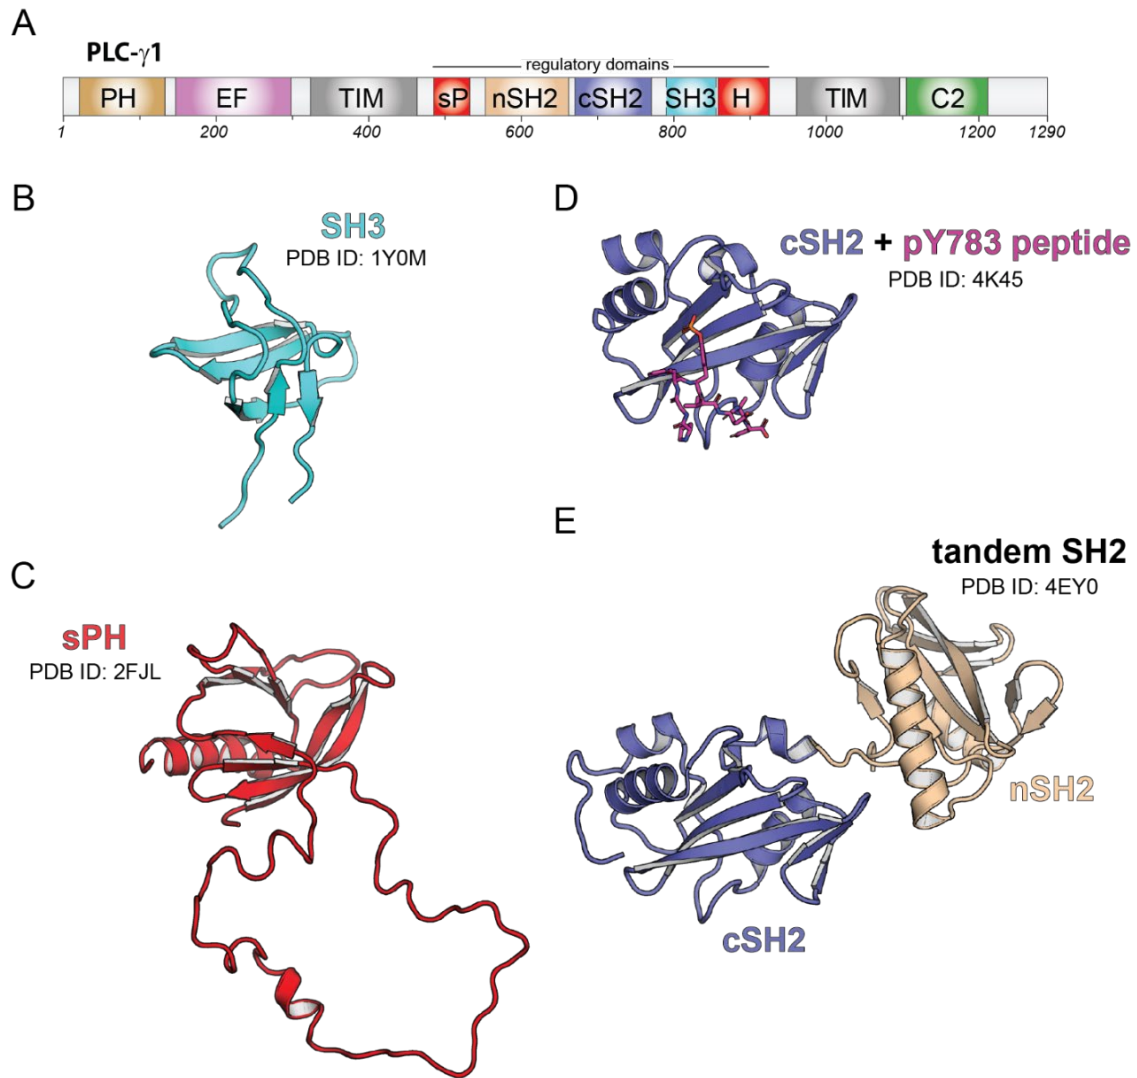 A
PLC-γ1
regulatory domains
PH EF TIM sP nSH2 cSH2 SH3 H TIM C2
1 200 400 600 800 1000 1200 1290
B
SH3
PDB ID: 1Y0M
D
cSH2 + pY783 peptide
PDB ID: 4K45
C
sPH
PDB ID: 2FJL
E
tandem SH2
PDB ID: 4EY0
nSH2
cSH2